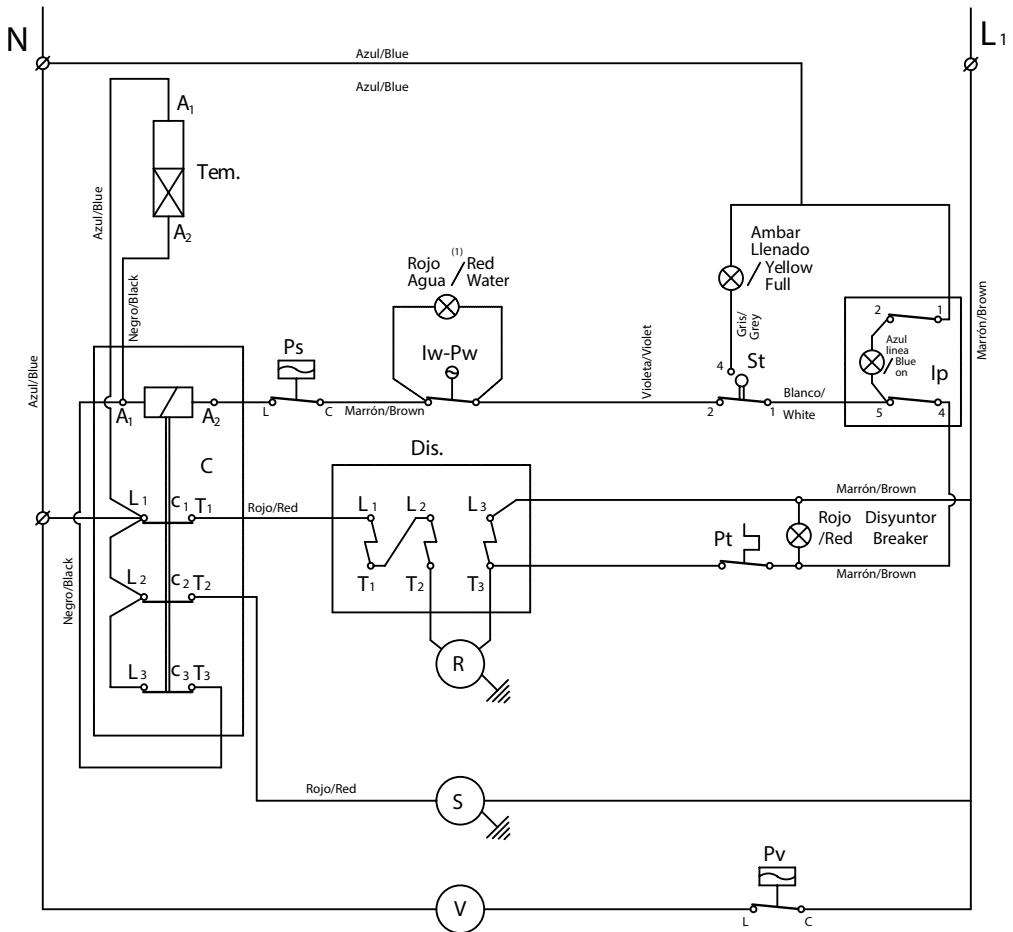 N
L1
Azul/Blue
Azul/Blue
A1
Tem.
A2
Azul/Blue
Negro/Black
Azul/Blue
Marrón/Brown
Rojo Agua (1) / Red Water
Ambar Llenado / Yellow Full
Gris/ Grey
Violeta/Violet
Ps
Iw-Pw
4
St
2
1
Azul linea / Blue on
Ip
A1
A2
L
C
Marrón/Brown
2
1
Blanco/ White
5
4
C
Dis.
L1
C1
T1
Rojo/Red
L1
L2
L3
Marrón/Brown
Pt
Rojo /Red
Disyuntor Breaker
Negro/Black
L2
C2
T2
T1
T2
T3
Marrón/Brown
L3
C3
T3
R
Rojo/Red
S
Pv
V
L
C